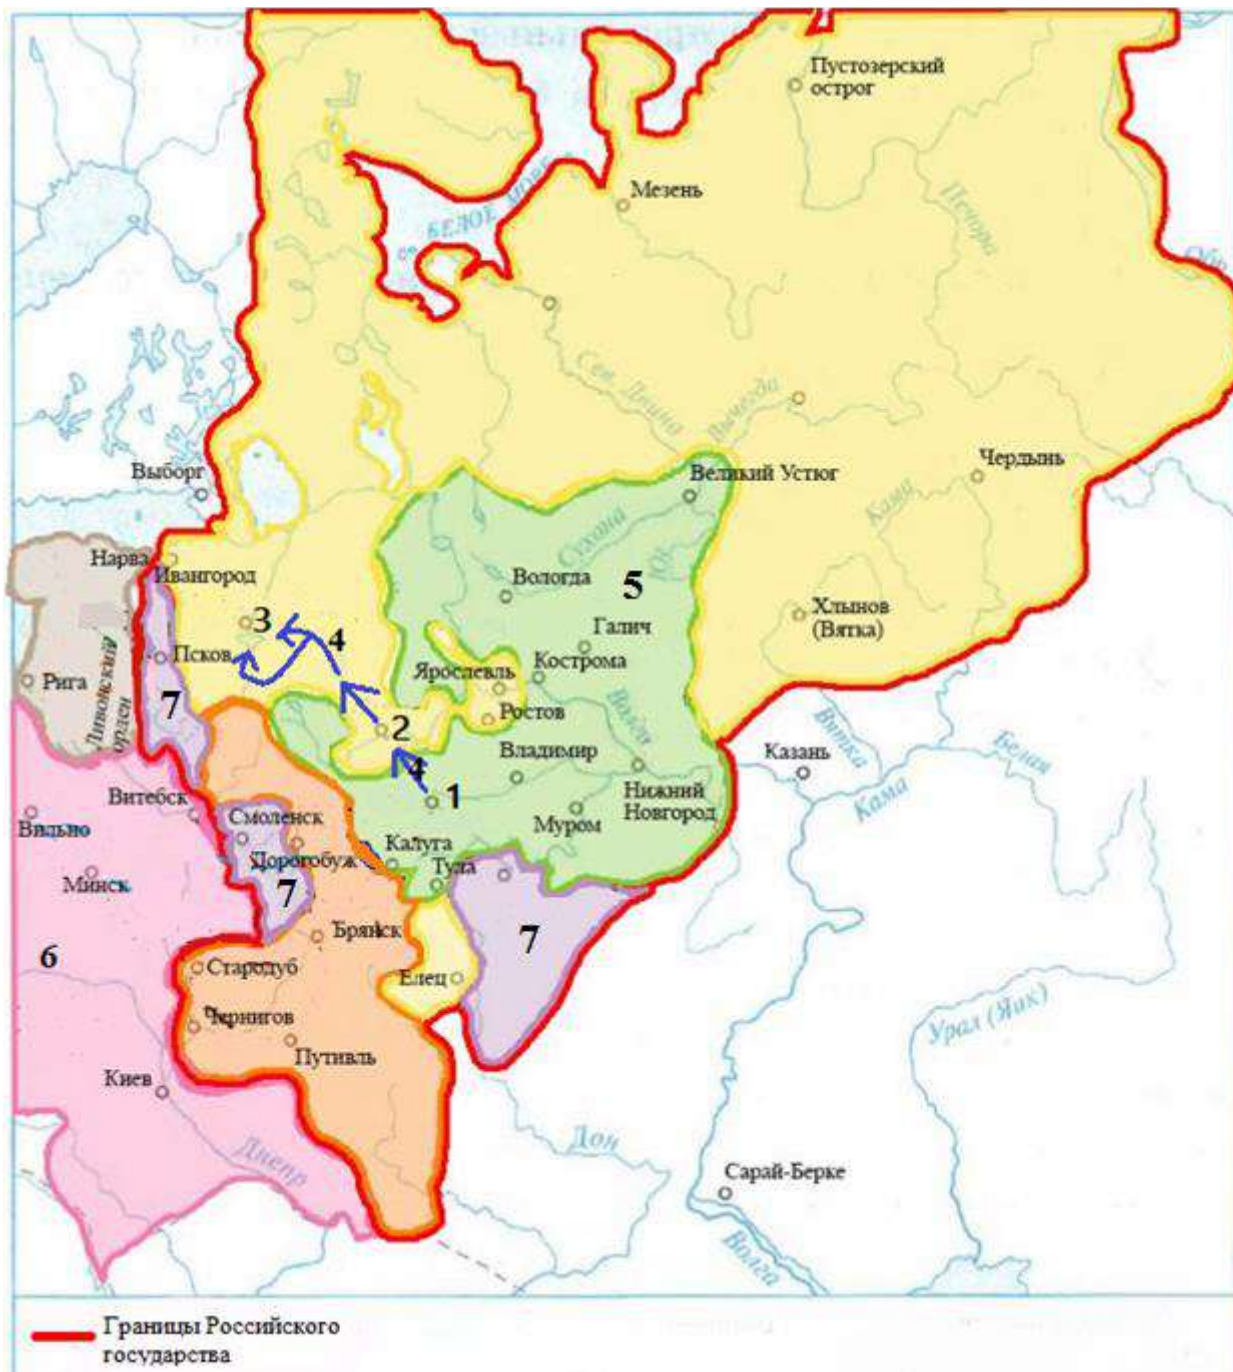 Пустозерский
острог
Мезень
БЕЛОЕ МОРЕ
Печора
Обь
Сев. Двина
Вычегда
Выборг
Великий Устюг
Чердынь
Кама
Сухона
Юг
Нарва
Ивангород
Вологда
5
3
Галич
Хлынов
(Вятка)
4
Псков
Ярославль
Кострома
Рига
Ливонский
орден
7
Волга
2
Ростов
Вятка
Белая
Владимир
Казань
4
1
Кама
Витебск
Нижний
Новгород
Вильно
Смоленск
Муром
Калуга
Дорогобуж
Тула
Минск
7
7
Брянск
6
Стародуб
Елец
Чернигов
Урал (Яик)
Путивль
Киев
Дон
Днепр
Сарай-Берке
Волга
Границы Российского
государства